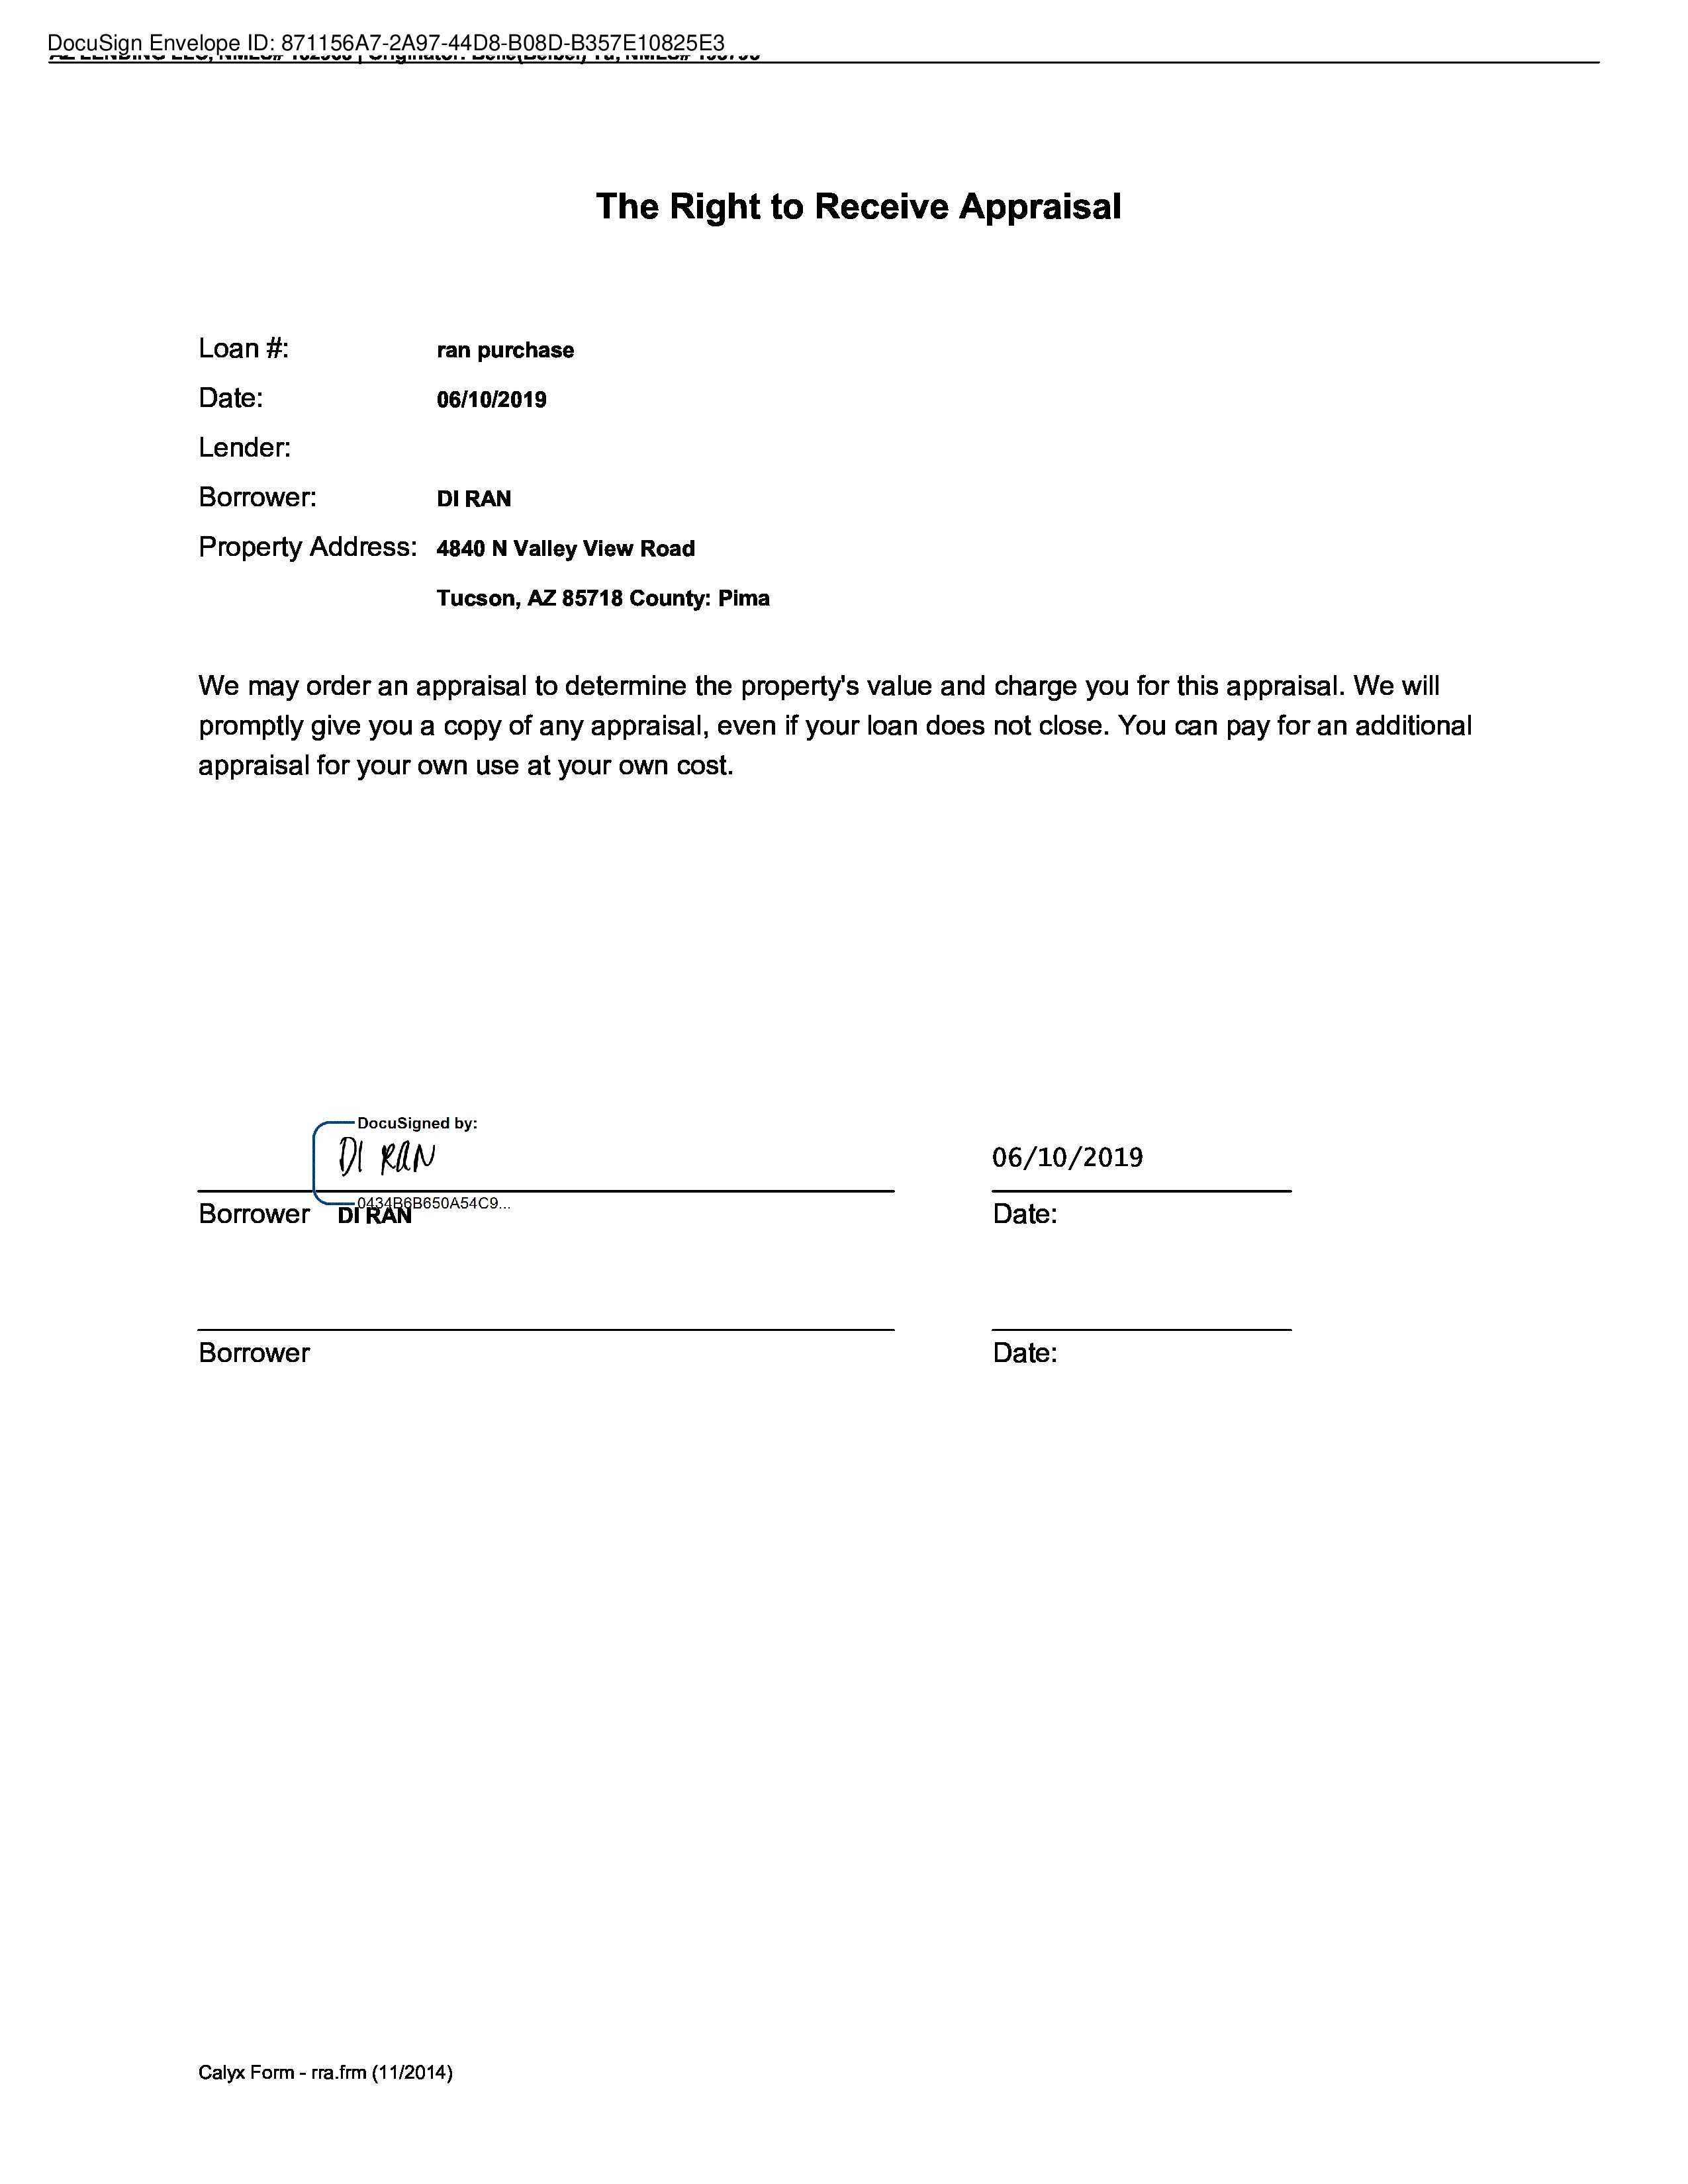 DocuSign Envelope ID: 871156A7-2A97-44D8-B08D-B357E10825E3
The Right to Receive Appraisal
Loan #: ran purchase
Date: 06/10/2019
Lender:
Borrower: DI RAN
Property Address: 4840 N Valley View Road
Tucson, AZ 85718 County: Pima
We may order an appraisal to determine the property's value and charge you for this appraisal. We will
promptly give you a copy of any appraisal, even if your loan does not close. You can pay for an additional
appraisal for your own use at your own cost.
DocuSigned by:
DI RAN 06/10/2019
0434B6B650A54C9...
Borrower DI RAN Date:
Borrower Date:
Calyx Form - rra.frm (11/2014)